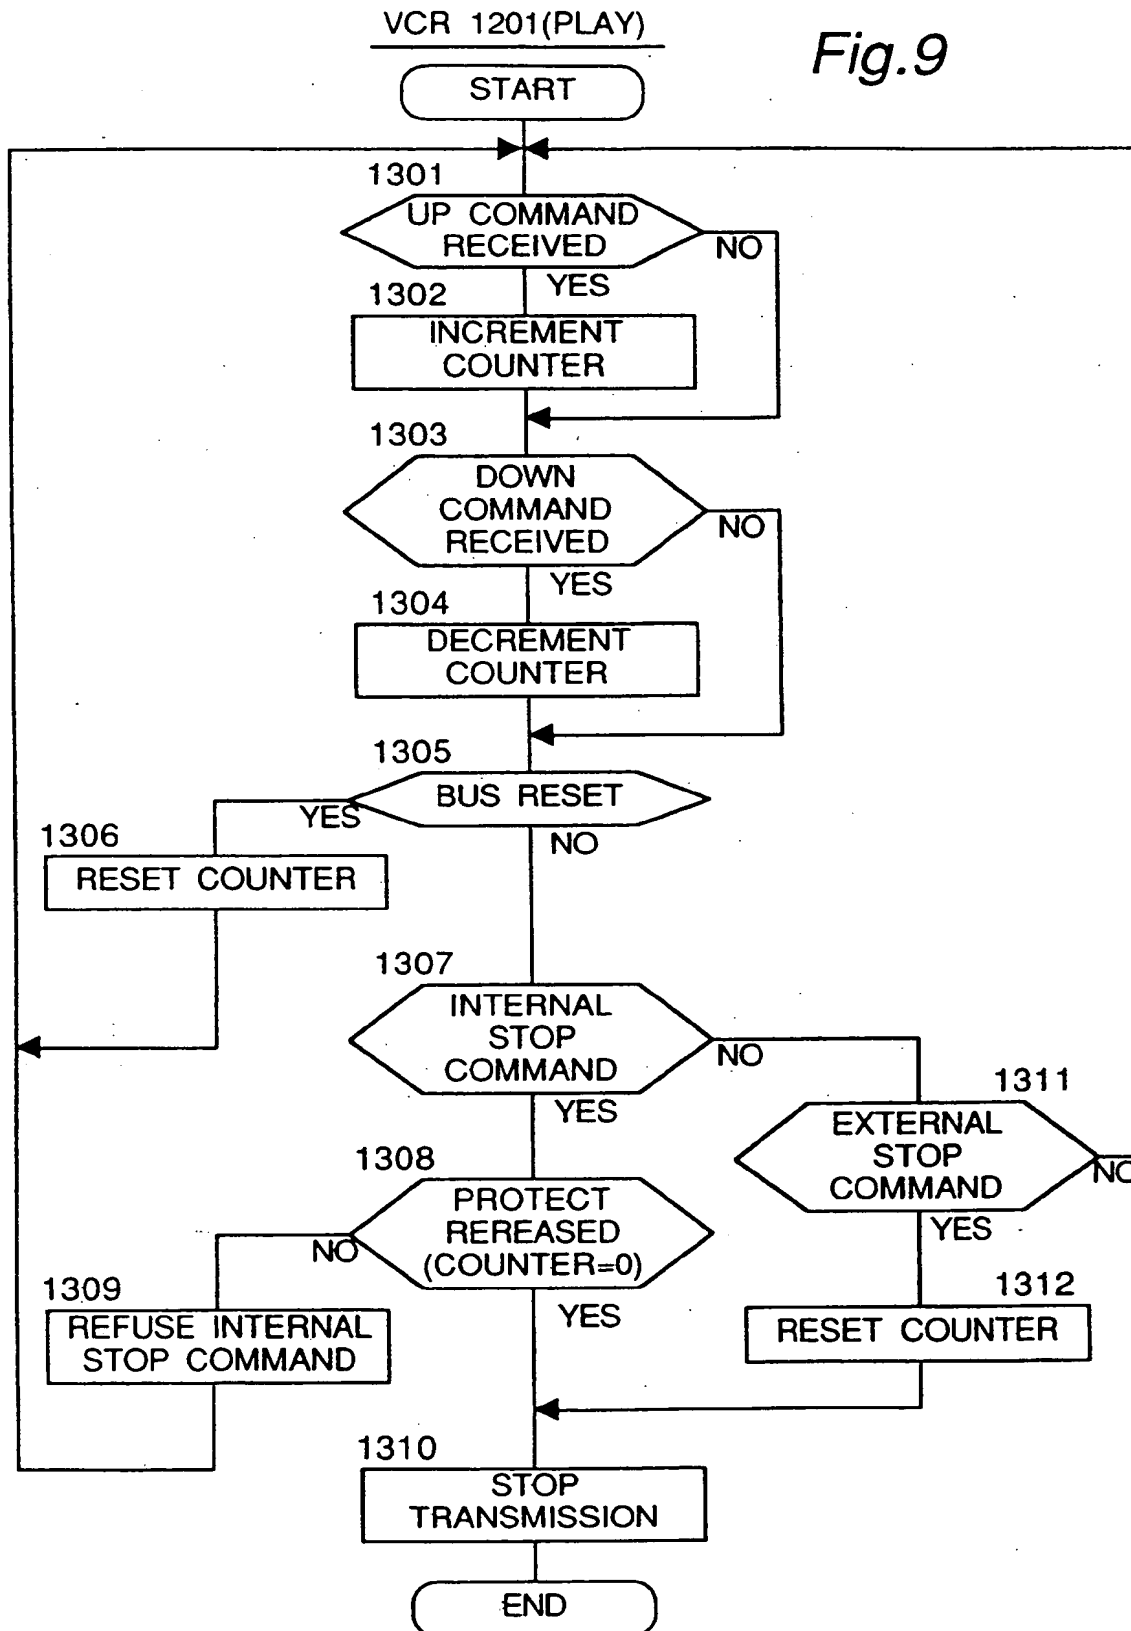 VCR 1201(PLAY)
Fig.9
START
1301
UP COMMAND
RECEIVED
NO
YES
1302
INCREMENT
COUNTER
1303
DOWN
COMMAND
RECEIVED
NO
YES
1304
DECREMENT
COUNTER
1305
BUS RESET
YES
NO
1306
RESET COUNTER
1307
INTERNAL
STOP
COMMAND
NO
YES
1311
EXTERNAL
STOP
COMMAND
NO
YES
1308
PROTECT
REREASED
(COUNTER=0)
NO
YES
1309
REFUSE INTERNAL
STOP COMMAND
1312
RESET COUNTER
1310
STOP
TRANSMISSION
END